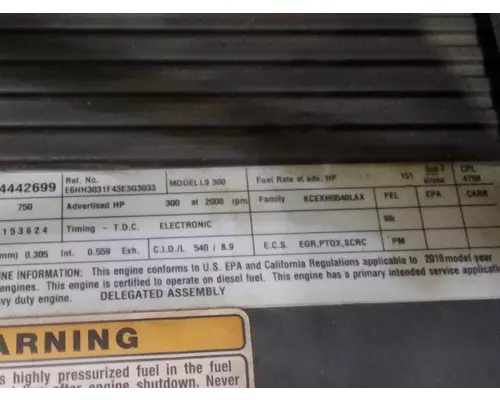 4442699
Ref. No.
E6HH3031F43E3G3033
MODEL L9 300
Fuel Rate at adv. HP
151
stroke
CPL
750
Advertised HP 300 at 2000 rpm
Family KCEXH0540LAX
FEL
EPA
CARB
153624
Timing - T.D.C. ELECTRONIC
mm) 0.305 Int. 0.559 Exh.
C.I.D./L 540 / 8.9
E.C.S. EGR,PTOX,SCRC
PM
INE INFORMATION: This engine conforms to U.S. EPA and California Regulations applicable to 2019 model year
engines. This engine is certified to operate on diesel fuel. This engine has a primary intended service applica
avy duty engine. DELEGATED ASSEMBLY
ARNING
s highly pressurized fuel in the fuel
after engine shutdown. Never